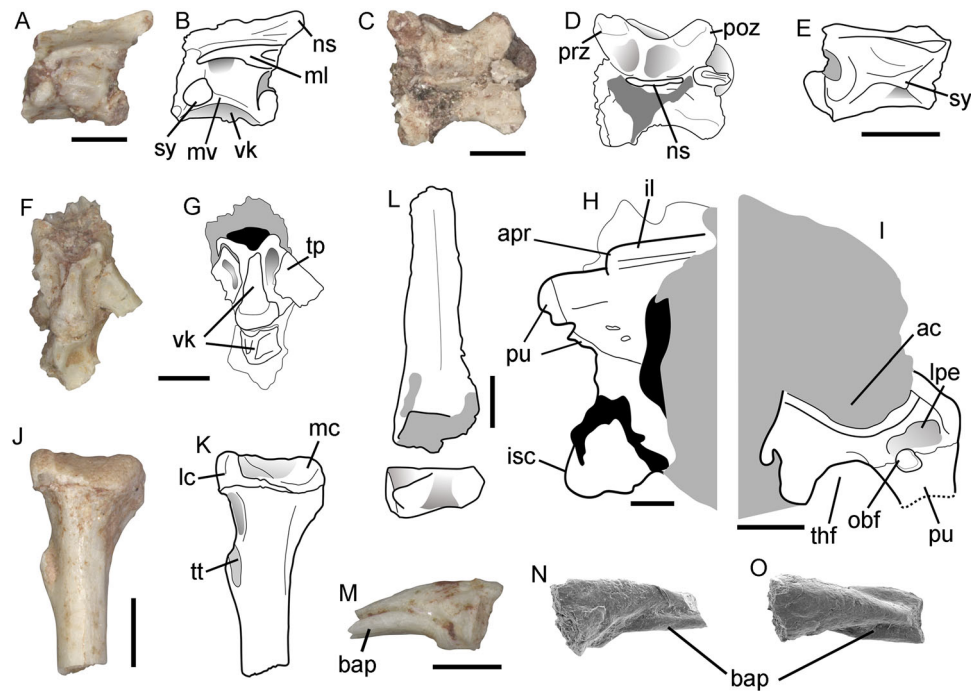 A
B
ns
ml
sy
mv
vk
C
D
prz
poz
ns
E
sy
F
G
tp
vk
L
H
il
apr
pu
isc
I
ac
lpe
thf
obf
pu
J
K
mc
lc
tt
M
bap
N
O
bap